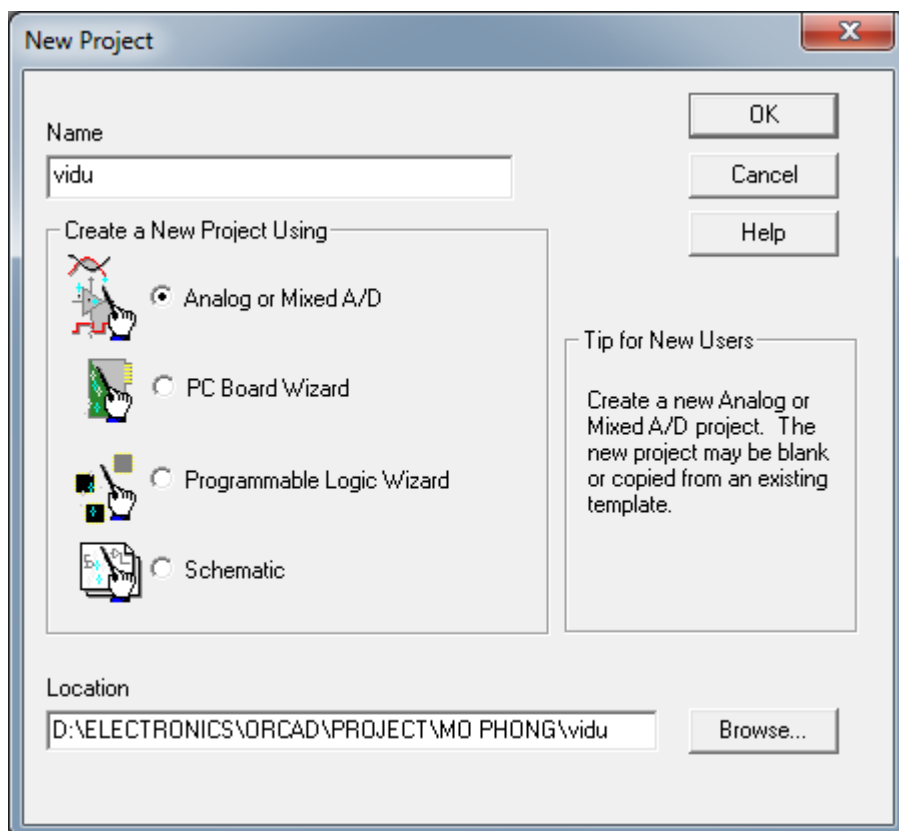 New Project
Name
vidu
OK
Cancel
Help
Create a New Project Using
Analog or Mixed A/D
PC Board Wizard
Programmable Logic Wizard
Schematic
Tip for New Users
Create a new Analog or
Mixed A/D project. The
new project may be blank
or copied from an existing
template.
Location
D:\ELECTRONICS\ORCAD\PROJECT\MO PHONG\vidu
Browse...